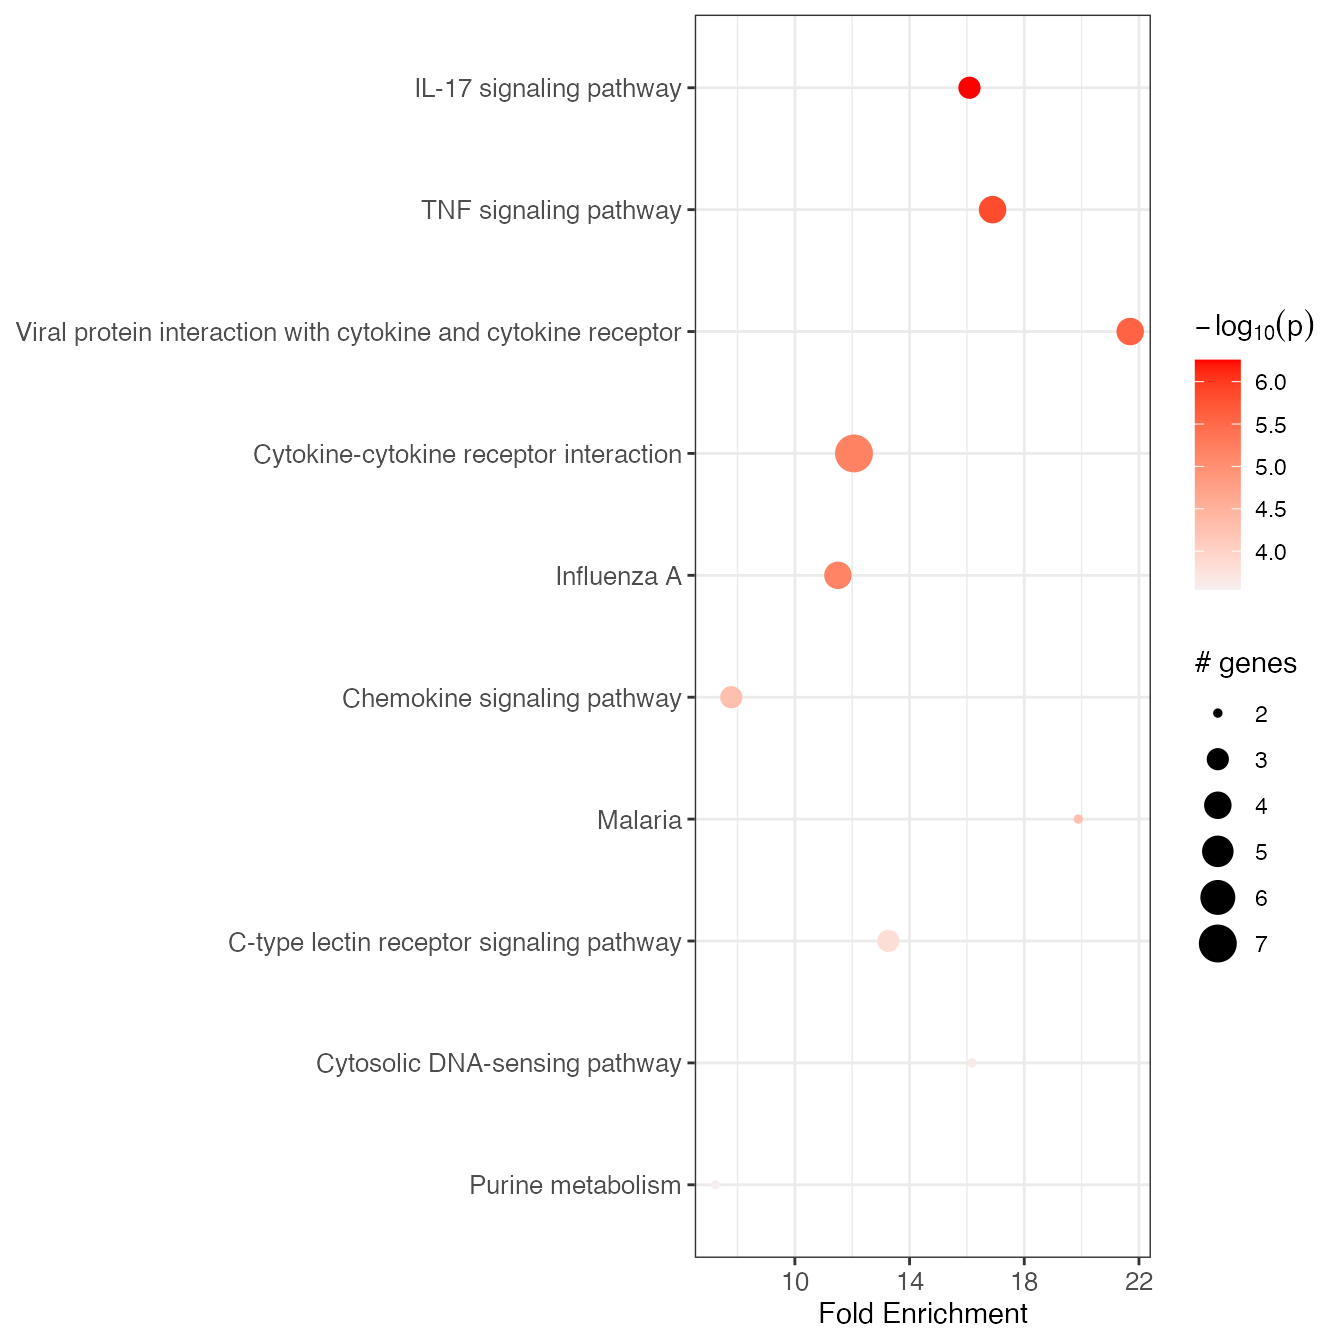 IL-17 signaling pathway
TNF signaling pathway
Viral protein interaction with cytokine and cytokine receptor
Cytokine-cytokine receptor interaction
Influenza A
Chemokine signaling pathway
Malaria
C-type lectin receptor signaling pathway
Cytosolic DNA-sensing pathway
Purine metabolism
10 14 18 22
Fold Enrichment
−log₁₀(p)
6.0
5.5
5.0
4.5
4.0
# genes
2
3
4
5
6
7